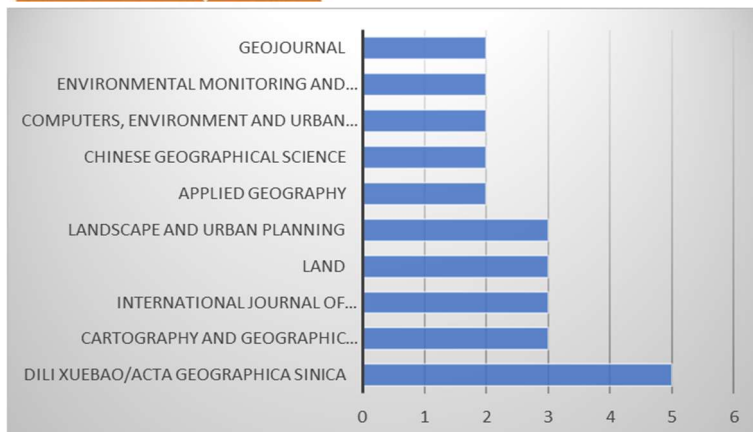 GEOJOURNAL
ENVIRONMENTAL MONITORING AND...
COMPUTERS, ENVIRONMENT AND URBAN...
CHINESE GEOGRAPHICAL SCIENCE
APPLIED GEOGRAPHY
LANDSCAPE AND URBAN PLANNING
LAND
INTERNATIONAL JOURNAL OF...
CARTOGRAPHY AND GEOGRAPHIC...
DILI XUEBAO/ACTA GEOGRAPHICA SINICA
0 1 2 3 4 5 6